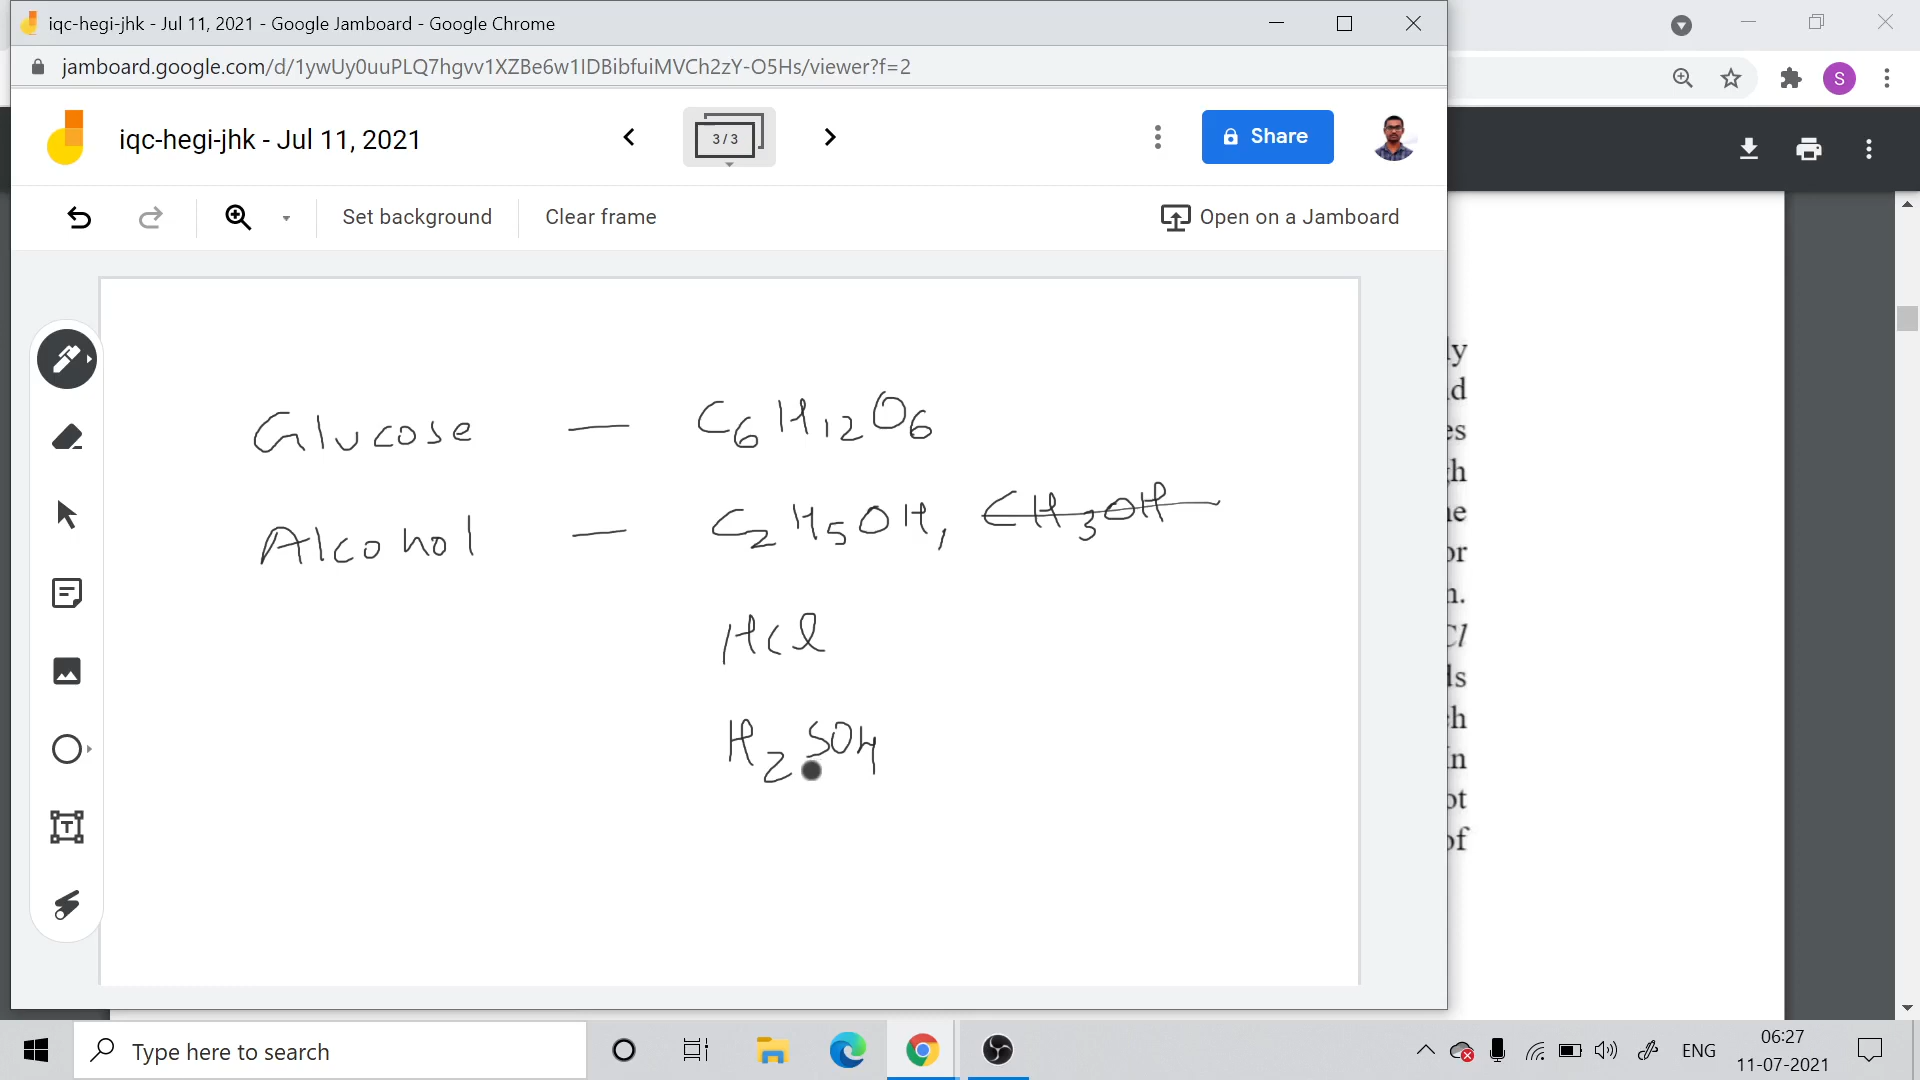 iqc-hegi-jhk - Jul 11, 2021 - Google Jamboard - Google Chrome
jamboard.google.com/d/1ywUy0uuPLQ7hgvv1XZBe6w1IDBibfuiMVCh2zY-O5Hs/viewer?f=2
S
iqc-hegi-jhk - Jul 11, 2021
3 / 3
Share
Set background
Clear frame
Open on a Jamboard
Glucose — C6H12O6
Alcohol — C2H5OH, CH3OH
HCl
H2SO4
T
Type here to search
ENG
06:27
11-07-2021